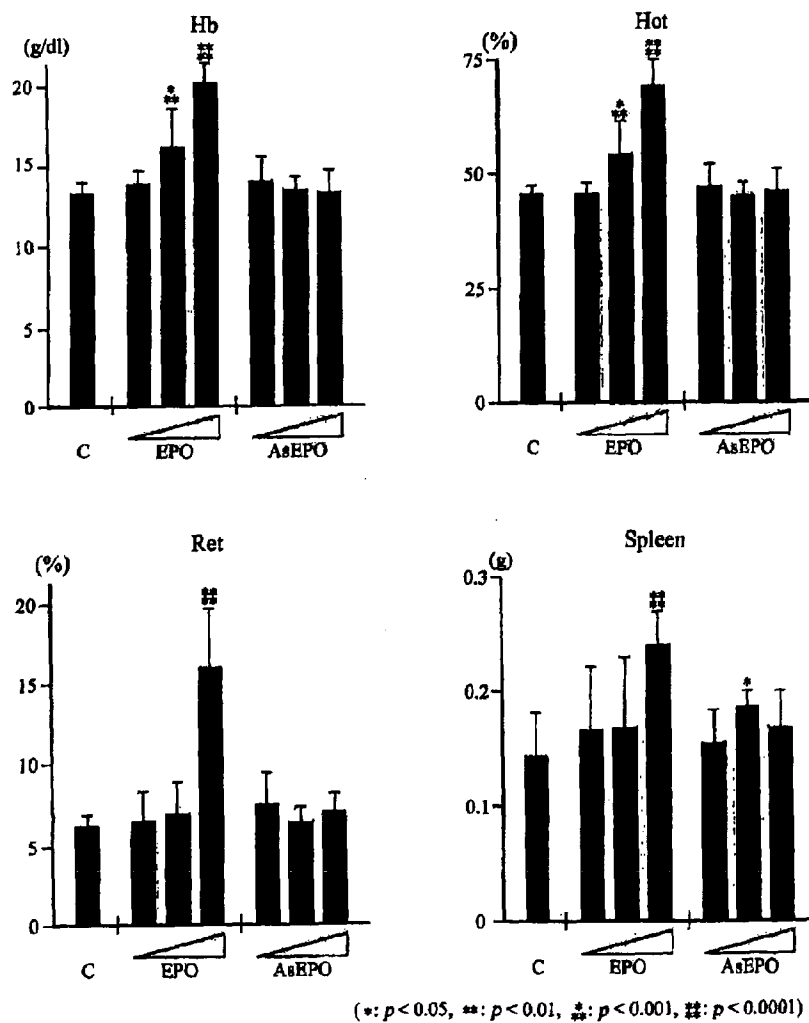 Hb
(g/dl)
**
**
*
**
20
15
10
5
0
C
EPO
AsEPO
Hot
(%)
**
**
*
**
75
50
25
0
C
EPO
AsEPO
Ret
(%)
**
**
20
15
10
5
0
C
EPO
AsEPO
Spleen
(g)
**
**
*
0.3
0.2
0.1
0
C
EPO
AsEPO
(*: p<0.05, **: p<0.01, *
**: p<0.001, **
**: p<0.0001)